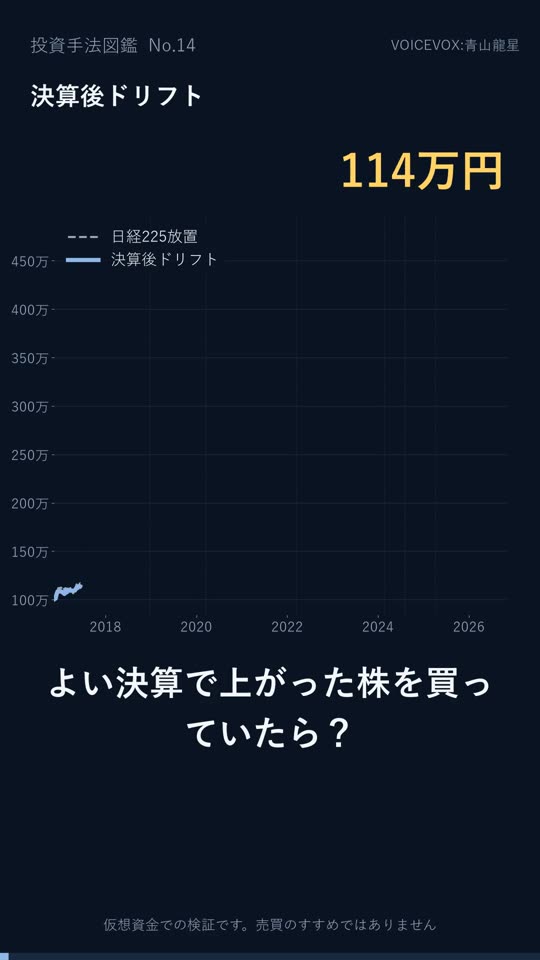 投資手法図鑑 No.14
VOICEVOX:青山龍星
決算後ドリフト
114万円
日経225放置
決算後ドリフト
450万
400万
350万
300万
250万
200万
150万
100万
2018 2020 2022 2024 2026
よい決算で上がった株を買っ
ていたら?
仮想資金での検証です。売買のすすめではありません